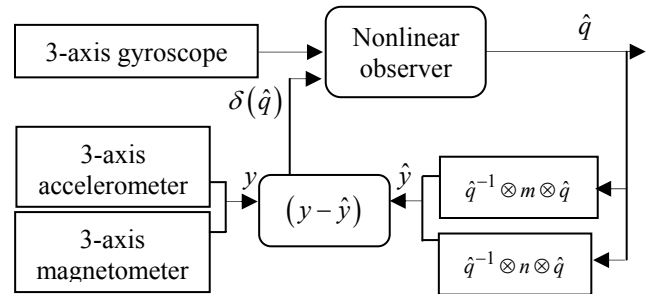 3-axis gyroscope
Nonlinear
observer
q̂
δ(q̂)
3-axis
accelerometer
3-axis
magnetometer
y
(y − ŷ)
ŷ
q̂⁻¹ ⊗ m ⊗ q̂
q̂⁻¹ ⊗ n ⊗ q̂